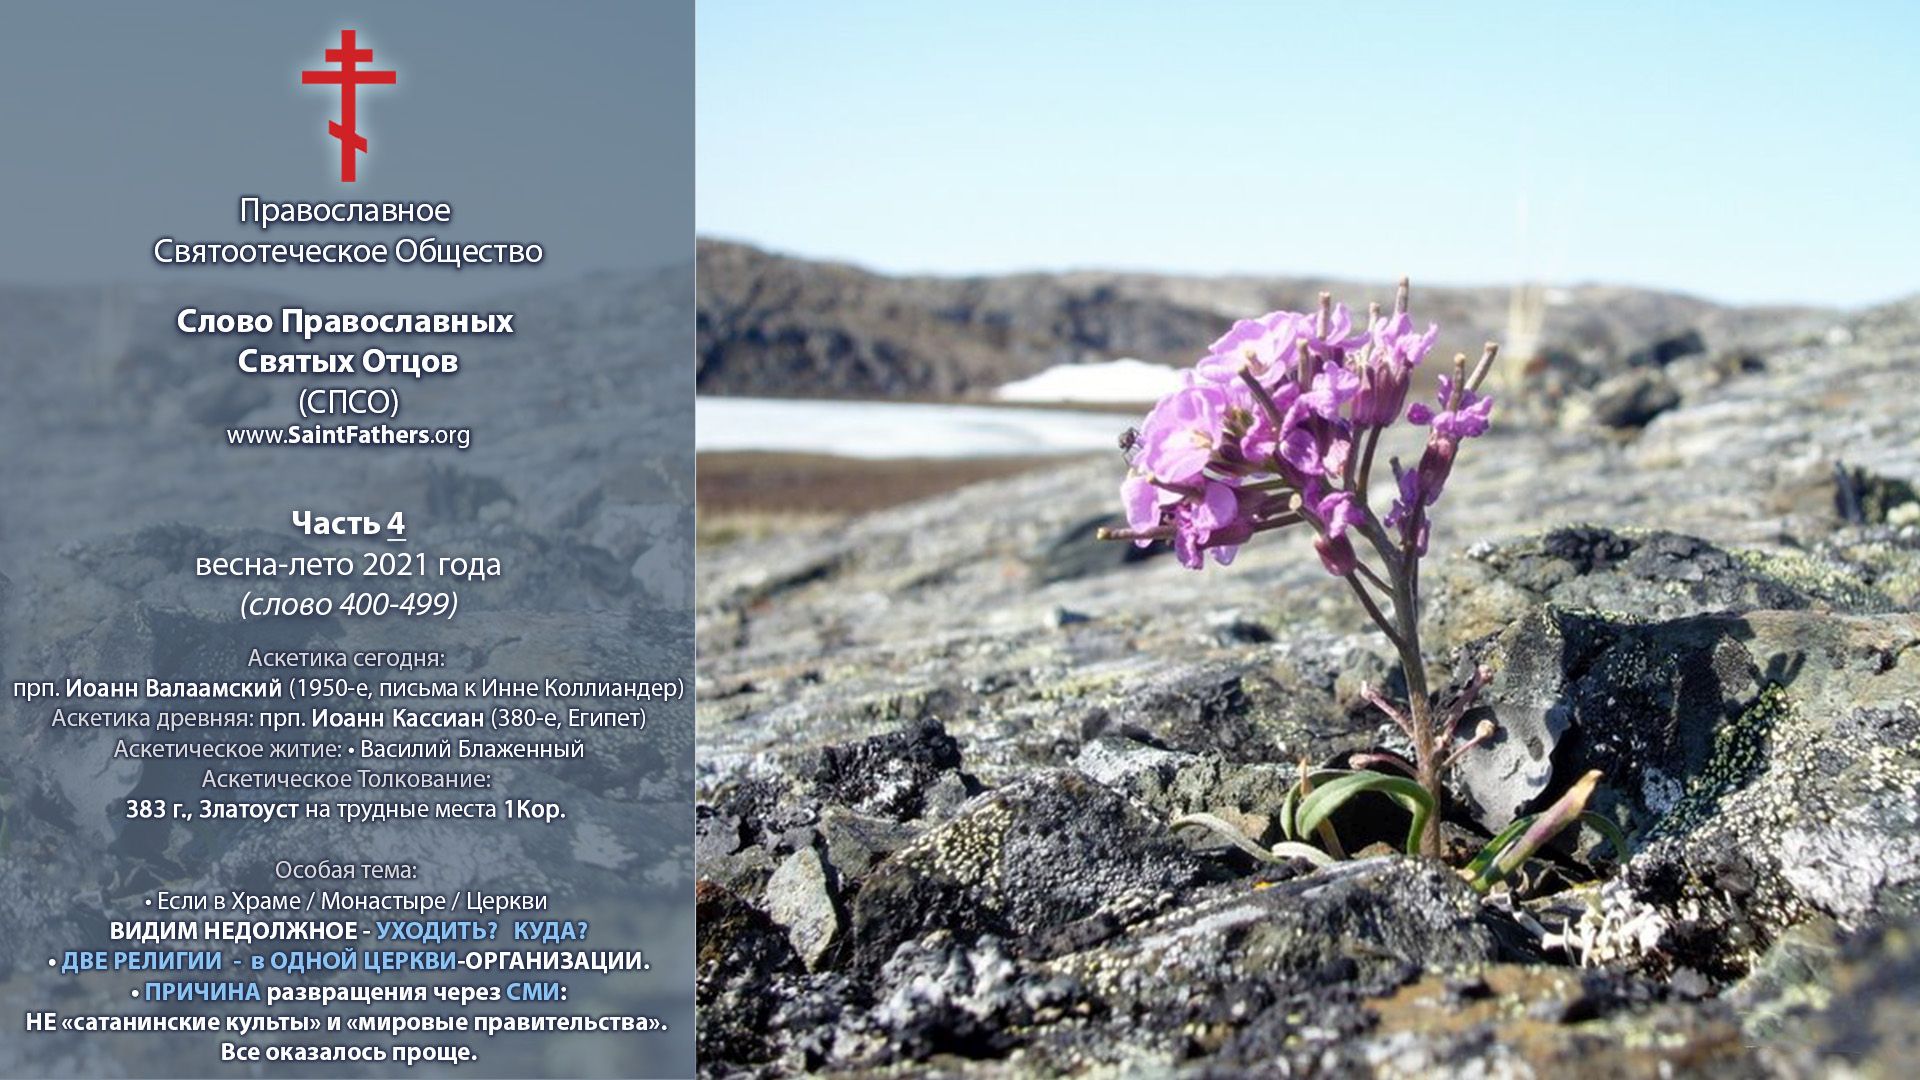 Православное
Святоотеческое Общество
Слово Православных
Святых Отцов
(СПСО)
www.SaintFathers.org
Часть 4
весна-лето 2021 года
(слово 400-499)
Аскетика сегодня:
прп. Иоанн Валаамский (1950-е, письма к Инне Коллиандер)
Аскетика древняя: прп. Иоанн Кассиан (380-е, Египет)
Аскетическое житие: • Василий Блаженный
Аскетическое Толкование:
383 г., Златоуст на трудные места 1Кор.
Особая тема:
• Если в Храме / Монастыре / Церкви
ВИДИМ НЕДОЛЖНОЕ - УХОДИТЬ? КУДА?
• ДВЕ РЕЛИГИИ - в ОДНОЙ ЦЕРКВИ-ОРГАНИЗАЦИИ.
• ПРИЧИНА развращения через СМИ:
НЕ «сатанинские культы» и «мировые правительства».
Все оказалось проще.